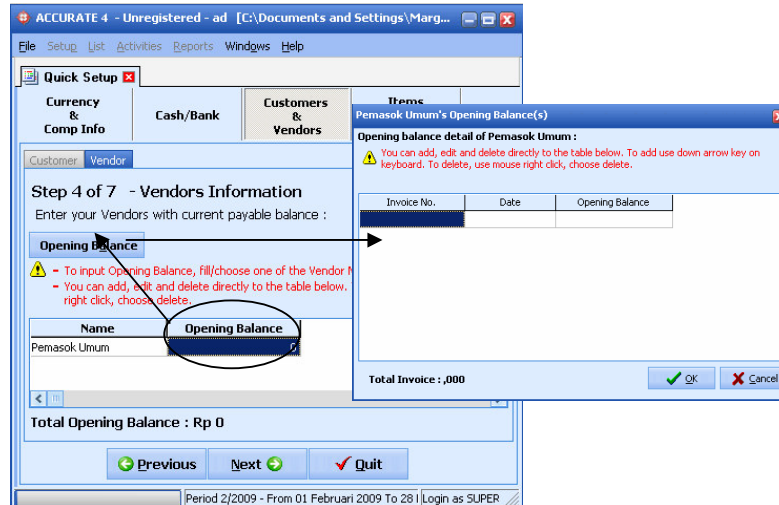 ACCURATE 4 - Unregistered - ad [C:\Documents and Settings\Marg...
File Setup List Activities Reports Windows Help
Quick Setup
Currency
&
Comp Info
Cash/Bank
Customers
&
Vendors
Items
Customer Vendor
Step 4 of 7 - Vendors Information
Enter your Vendors with current payable balance :
Opening Balance
- To input Opening Balance, fill/choose one of the Vendor
- You can add, edit and delete directly to the table below.
right click, choose delete.
Name Opening Balance
Pemasok Umum
Total Opening Balance : Rp 0
Previous Next Quit
Period 2/2009 - From 01 Februari 2009 To 28 Login as SUPER
Pemasok Umum's Opening Balance(s)
Opening balance detail of Pemasok Umum :
You can add, edit and delete directly to the table below. To add use down arrow key on
keyboard. To delete, use mouse right click, choose delete.
Invoice No. Date Opening Balance
Total Invoice : ,000
OK Cancel